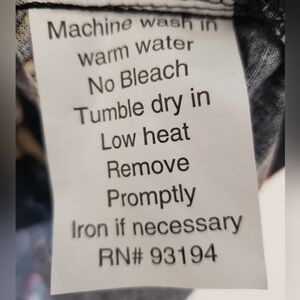 Machine wash in
warm water
No Bleach
Tumble dry in
Low heat
Remove
Promptly
Iron if necessary
RN# 93194